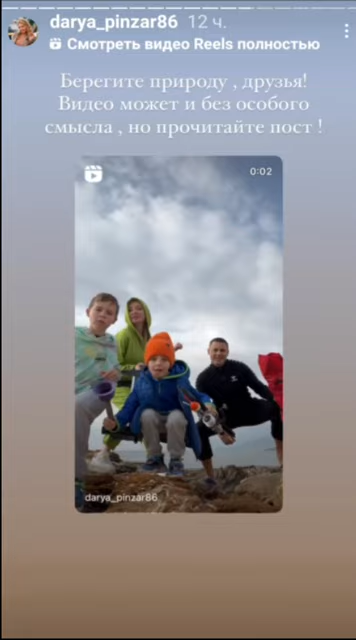 darya_pinzar86 12 ч.
Смотреть видео Reels полностью
Берегите природу , друзья!
Видео может и без особого
смысла , но прочитайте пост !
0:02
darya_pinzar86